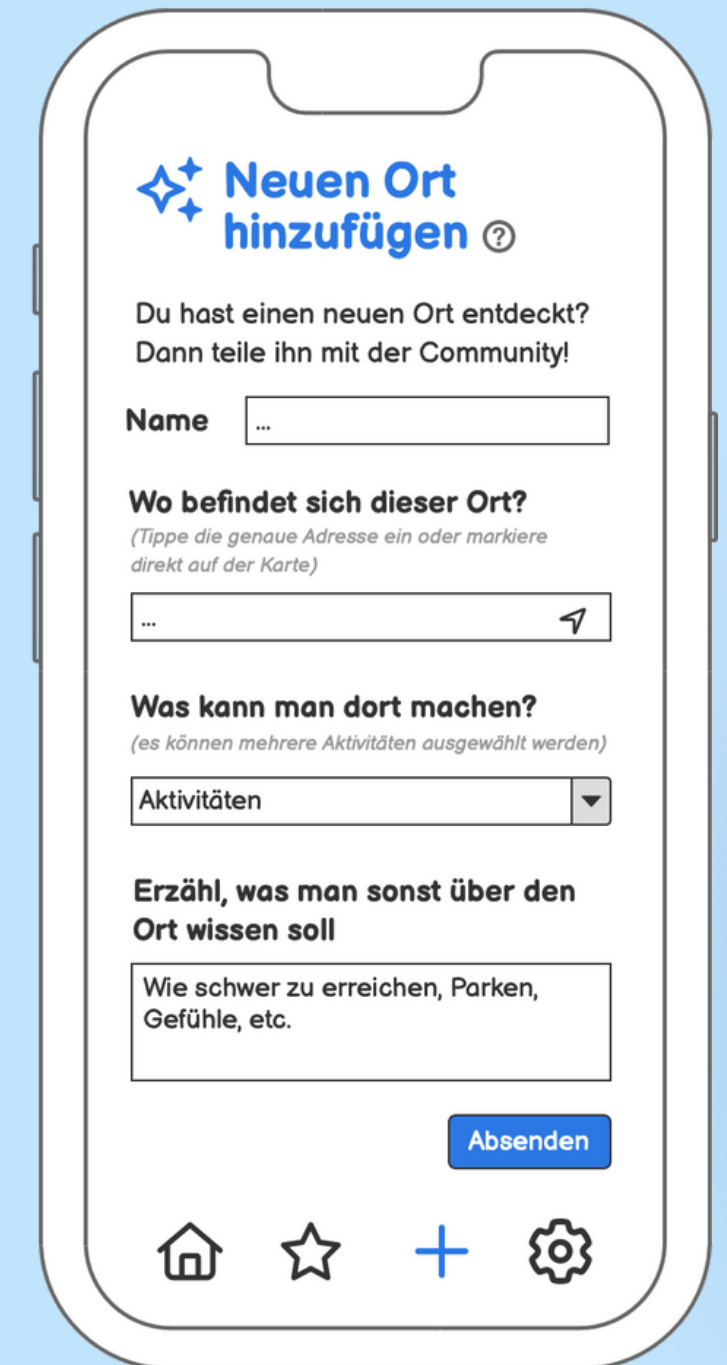 Neuen Ort
hinzufügen ?
Du hast einen neuen Ort entdeckt?
Dann teile ihn mit der Community!
Name ...
Wo befindet sich dieser Ort?
(Tippe die genaue Adresse ein oder markiere
direkt auf der Karte)
...
Was kann man dort machen?
(es können mehrere Aktivitäten ausgewählt werden)
Aktivitäten
Erzähl, was man sonst über den
Ort wissen soll
Wie schwer zu erreichen, Parken,
Gefühle, etc.
Absenden